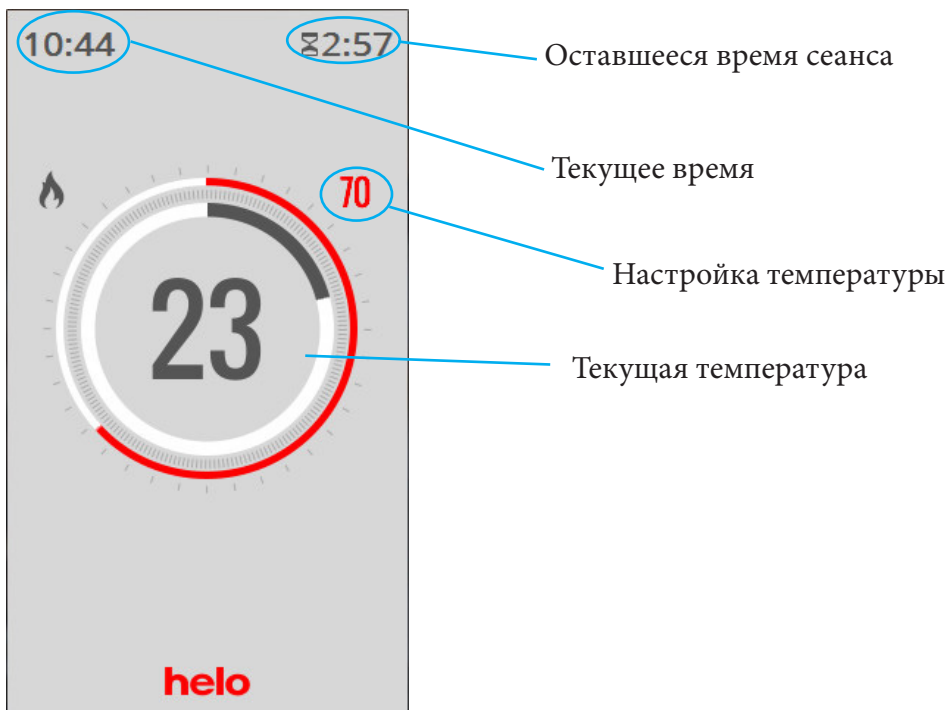 10:44
2:57
Оставшееся время сеанса
Текущее время
70
Настройка температуры
23
Текущая температура
helo